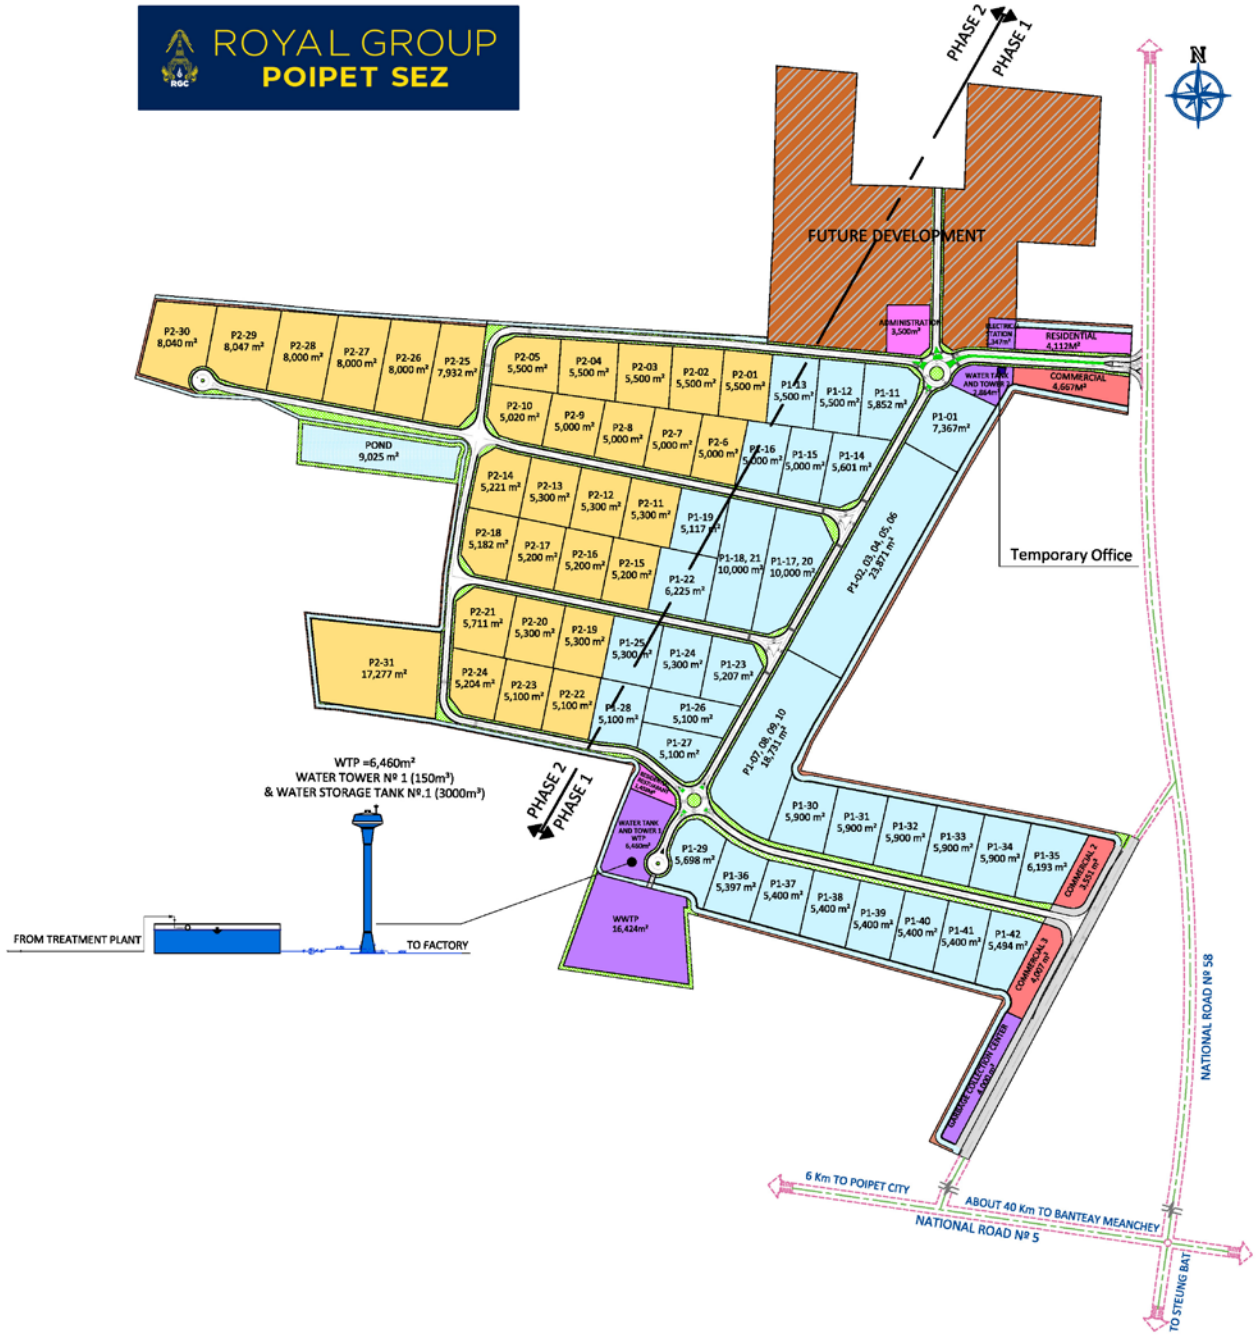 ROYAL GROUP
POIPET SEZ
RGC
PHASE 2
PHASE 1
N
FUTURE DEVELOPMENT
ADMINISTRATION
3,500m²
STATION
RESIDENTIAL
4,112M²
WATER TANK
AND TOWER 2
COMMERCIAL
4,667M²
P2-30
8,040 m²
P2-29
8,047 m²
P2-28
8,000 m²
P2-27
8,000 m²
P2-26
8,000 m²
P2-25
7,932 m²
P2-05
5,500 m²
P2-04
5,500 m²
P2-03
5,500 m²
P2-02
5,500 m²
P2-01
5,500 m²
P1-13
5,500 m²
P1-12
5,500 m²
P1-11
5,852 m²
P1-01
7,367m²
P2-10
5,020 m²
P2-9
5,000 m²
P2-8
5,000 m²
P2-7
5,000 m²
P2-6
5,000 m²
P1-16
5,000 m²
P1-15
5,000 m²
P1-14
5,601 m²
POND
9,025 m²
P2-14
5,221 m²
P2-13
5,300 m²
P2-12
5,300 m²
P2-11
5,300 m²
P1-19
5,117 m²
P2-18
5,182 m²
P2-17
5,200 m²
P2-16
5,200 m²
P2-15
5,200 m²
P1-22
6,225 m²
P1-18, 21
10,000 m²
P1-17, 20
10,000 m²
P1-02, 03, 04, 05, 06
23,871 m²
Temporary Office
P2-21
5,711 m²
P2-20
5,300 m²
P2-19
5,300 m²
P1-25
5,300 m²
P1-24
5,300 m²
P1-23
5,207 m²
P2-31
17,277 m²
P2-24
5,204 m²
P2-23
5,100 m²
P2-22
5,100 m²
P1-28
5,100 m²
P1-26
5,100 m²
P1-27
5,100 m²
P1-07, 08, 09, 10
18,731 m²
WTP =6,460m²
WATER TOWER Nº 1 (150m³)
& WATER STORAGE TANK Nº.1 (3000m³)
PHASE 2
PHASE 1
WATER TANK
AND TOWER 1
WTP
6,460m²
P1-30
5,900 m²
P1-31
5,900 m²
P1-32
5,900 m²
P1-33
5,900 m²
P1-34
5,900 m²
P1-35
6,193 m²
COMMERCIAL 2
3,551 m²
P1-29
5,698 m²
P1-36
5,397 m²
P1-37
5,400 m²
P1-38
5,400 m²
P1-39
5,400 m²
P1-40
5,400 m²
P1-41
5,400 m²
P1-42
5,494 m²
COMMERCIAL 3
4,007 m²
WWTP
16,424m²
FROM TREATMENT PLANT
TO FACTORY
GARBAGE COLLECTION CENTER
4,000 m²
NATIONAL ROAD Nº 58
6 Km TO POIPET CITY
ABOUT 40 Km TO BANTEAY MEANCHEY
NATIONAL ROAD Nº 5
TO STEUNG BAT